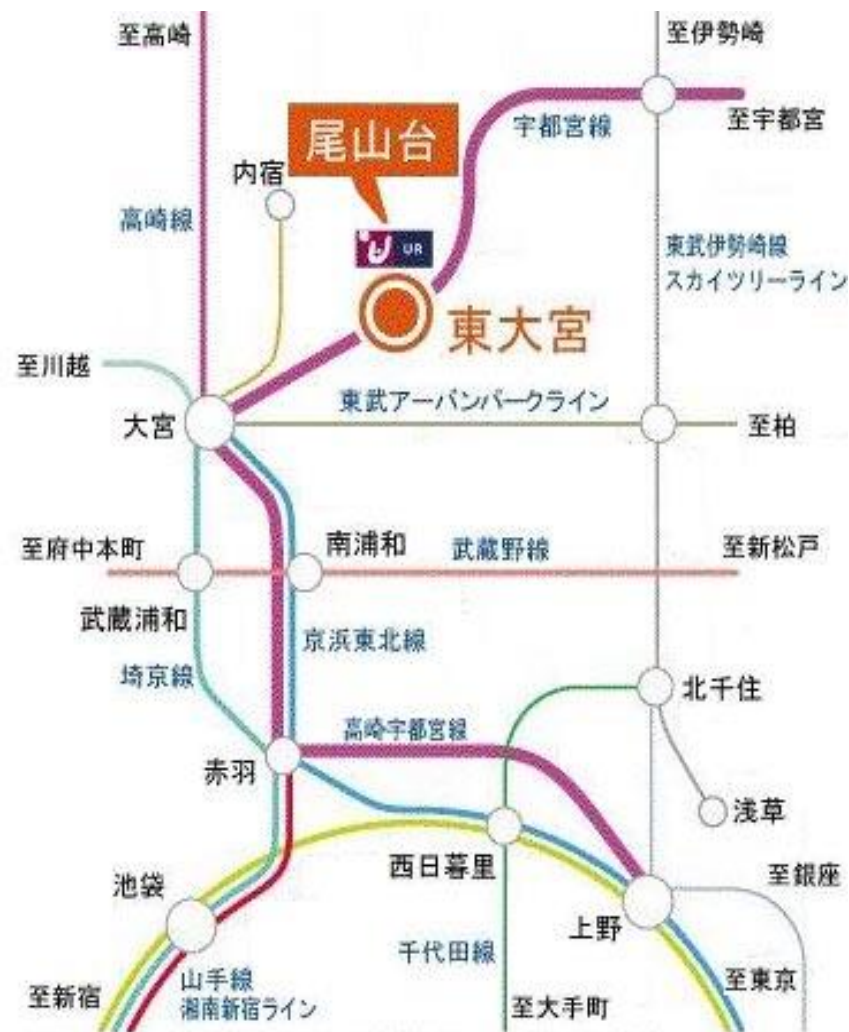 至高崎
至伊勢崎
宇都宮線
至宇都宮
尾山台
内宿
高崎線
UR
東武伊勢崎線
スカイツリーライン
東大宮
至川越
東武アーバンパークライン
大宮
至柏
至府中本町
南浦和
武蔵野線
至新松戸
武蔵浦和
京浜東北線
埼京線
北千住
高崎宇都宮線
赤羽
浅草
西日暮里
池袋
至銀座
上野
千代田線
至新宿
山手線
湘南新宿ライン
至東京
至大手町